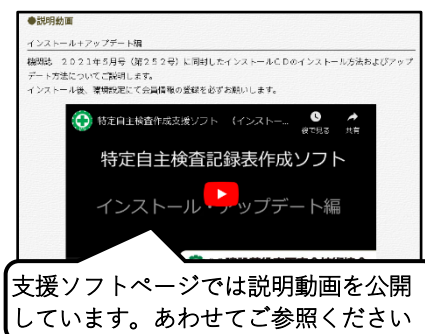 ●説明動画
インストール+アップデート編
機関誌 2021年5月号(第252号)に同封したインストールCDのインストール方法およびアップ
デート方法についてご説明します。
インストール後、環境設定にて会員情報の登録を必ずお願いします。
特定自主検査作成支援ソフト (インストー...
後で見る
共有
特定自主検査記録表作成ソフト
インストール・アップデート編
支援ソフトページでは説明動画を公開
しています。あわせてご参照ください